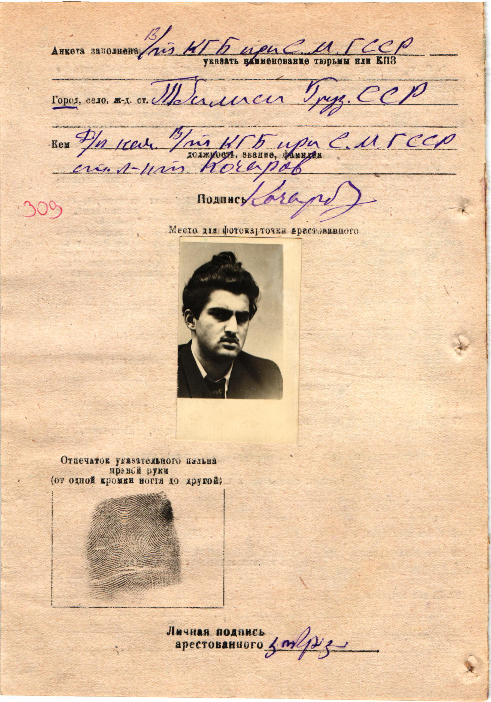 Анкета заполнена В/т КГБ при С. М. ГССР
указать наименование тюрьмы или КПЗ
Город, село, ж-д. ст. Тбилиси Груз. ССР
Кем нач. В/т КГБ при С. М. ГССР
должность, звание, фамилия
ст. л-нт Кочаров
309
Подпись
Место для фотокарточки арестованного
Отпечаток указательного пальца
правой руки
(от одной кромки ногтя до другой)
Личная подпись
арестованного